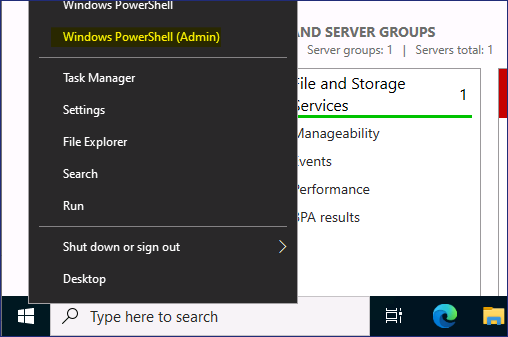 Windows PowerShell
Windows PowerShell (Admin)
Task Manager
Settings
File Explorer
Search
Run
Shut down or sign out
Desktop
AND SERVER GROUPS
Server groups: 1 | Servers total: 1
File and Storage 1
Services
Manageability
Events
Performance
BPA results
Type here to search